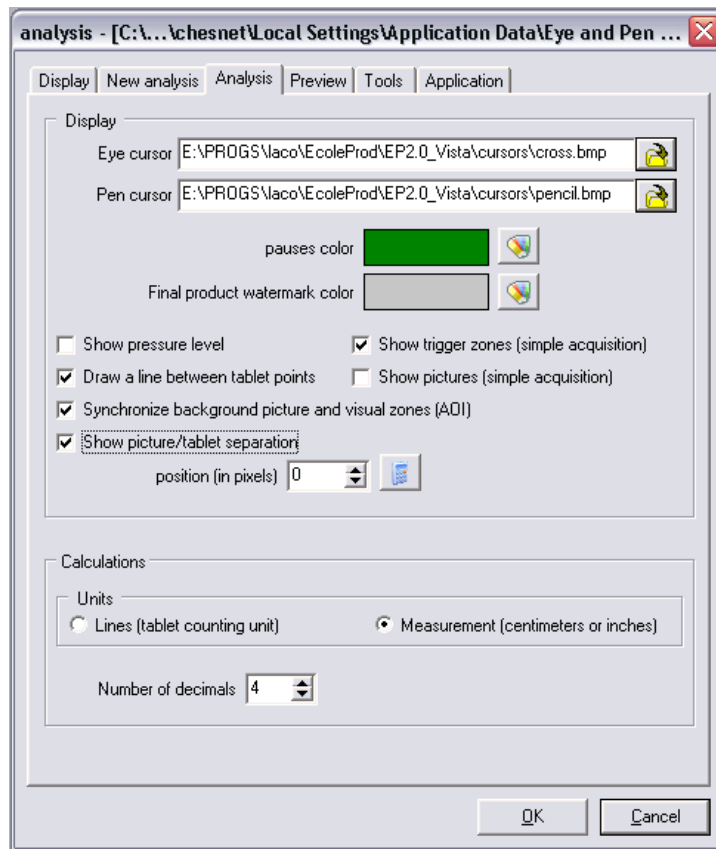 analysis - [C:\...\chesnet\Local Settings\Application Data\Eye and Pen ...
Display New analysis Analysis Preview Tools Application
Display
Eye cursor E:\PROGS\laco\EcoleProd\EP2.0_Vista\cursors\cross.bmp
Pen cursor E:\PROGS\laco\EcoleProd\EP2.0_Vista\cursors\pencil.bmp
pauses color
Final product watermark color
Show pressure level Show trigger zones (simple acquisition)
Draw a line between tablet points Show pictures (simple acquisition)
Synchronize background picture and visual zones (AOI)
Show picture/tablet separation
position (in pixels) 0
Calculations
Units
Lines (tablet counting unit) Measurement (centimeters or inches)
Number of decimals 4
OK Cancel